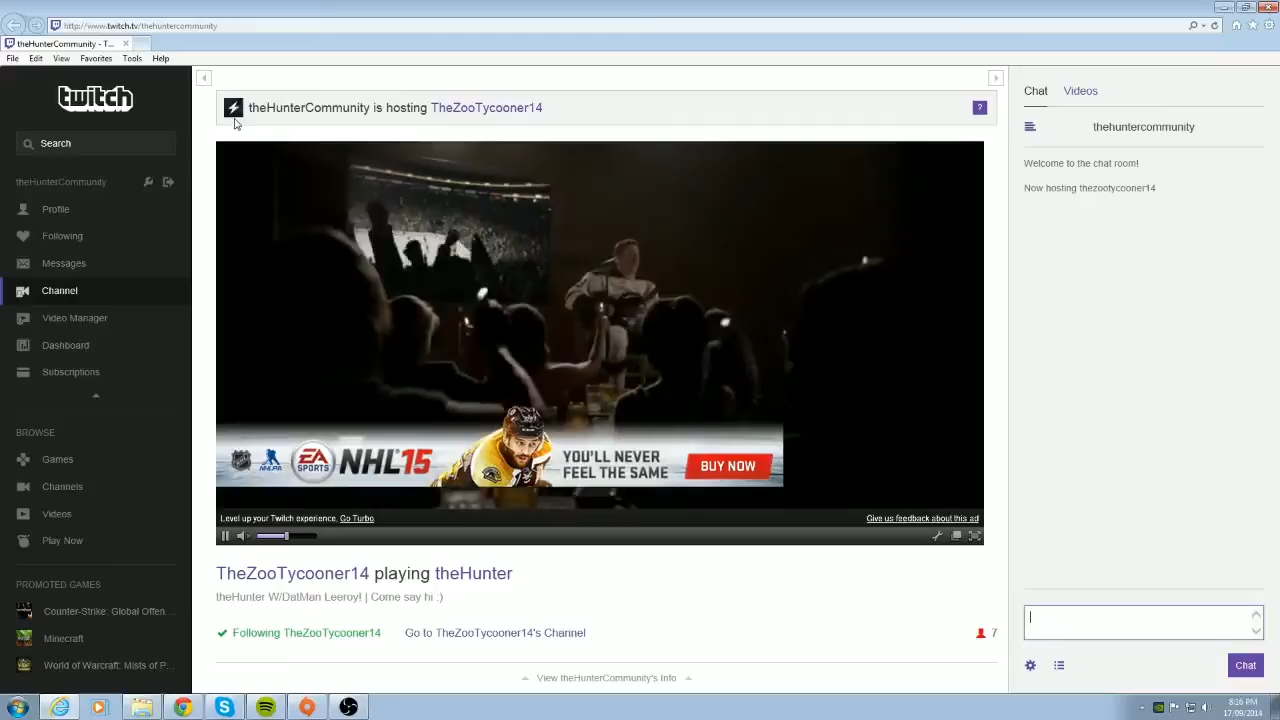 http://www.twitch.tv/thehuntercommunity
theHunterCommunity - T...
File Edit View Favorites Tools Help
twitch
Search
theHunterCommunity
Profile
Following
Messages
Channel
Video Manager
Dashboard
Subscriptions
BROWSE
Games
Channels
Videos
Play Now
PROMOTED GAMES
Counter-Strike: Global Offen...
Minecraft
World of Warcraft: Mists of P...
theHunterCommunity is hosting TheZooTycooner14
?
EA SPORTS NHL15
YOU'LL NEVER
FEEL THE SAME
BUY NOW
Level up your Twitch experience, Go Turbo.
Give us feedback about this ad
TheZooTycooner14 playing theHunter
theHunter W/DatMan Leeroy! | Come say hi :)
Following TheZooTycooner14
Go to TheZooTycooner14's Channel
7
View theHunterCommunity's Info
Chat Videos
thehuntercommunity
Welcome to the chat room!
Now hosting thezootycooner14
Chat
8:16 PM
17/09/2014